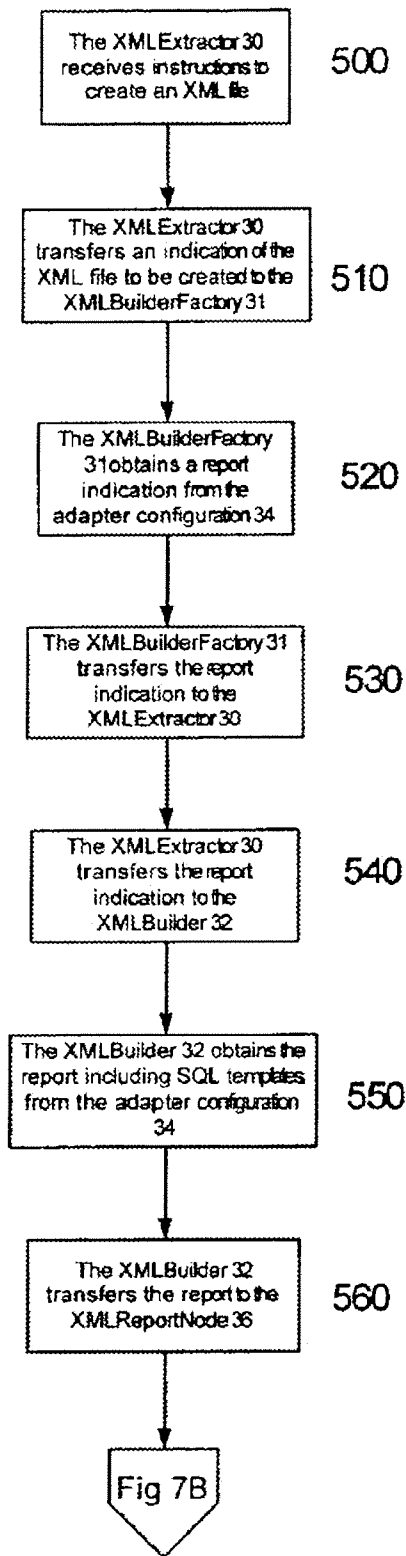 The XMLExtractor 30
receives instructions to
create an XML file
500
The XMLExtractor 30
transfers an indication of the
XML file to be created to the
XMLBuilderFactory 31
510
The XMLBuilderFactory
31 obtains a report
indication from the
adapter configuration 34
520
The XMLBuilderFactory 31
transfers the report
indication to the
XMLExtractor 30
530
The XMLExtractor 30
transfers the report
indication to the
XMLBuilder 32
540
The XMLBuilder 32 obtains the
report including SQL templates
from the adapter configuration
34
550
The XMLBuilder 32
transfers the report to the
XMLReportNode 36
560
Fig 7B